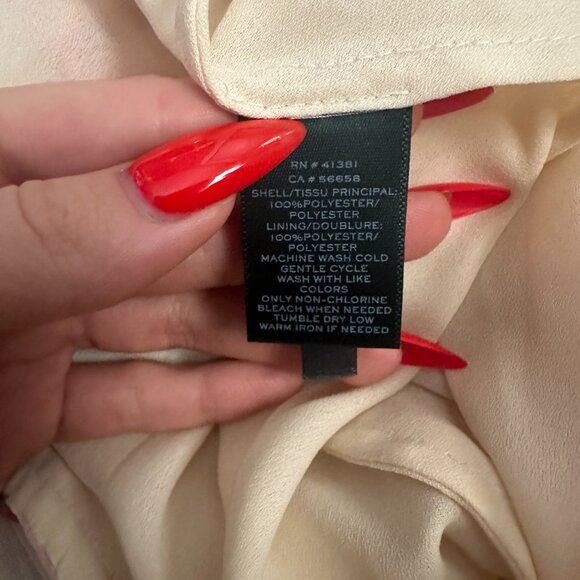 RN # 41381
CA # 56658
SHELL/TISSU PRINCIPAL:
100%POLYESTER/
POLYESTER
LINING/DOUBLURE:
100%POLYESTER/
POLYESTER
MACHINE WASH COLD
GENTLE CYCLE
WASH WITH LIKE
COLORS
ONLY NON-CHLORINE
BLEACH WHEN NEEDED
TUMBLE DRY LOW
WARM IRON IF NEEDED